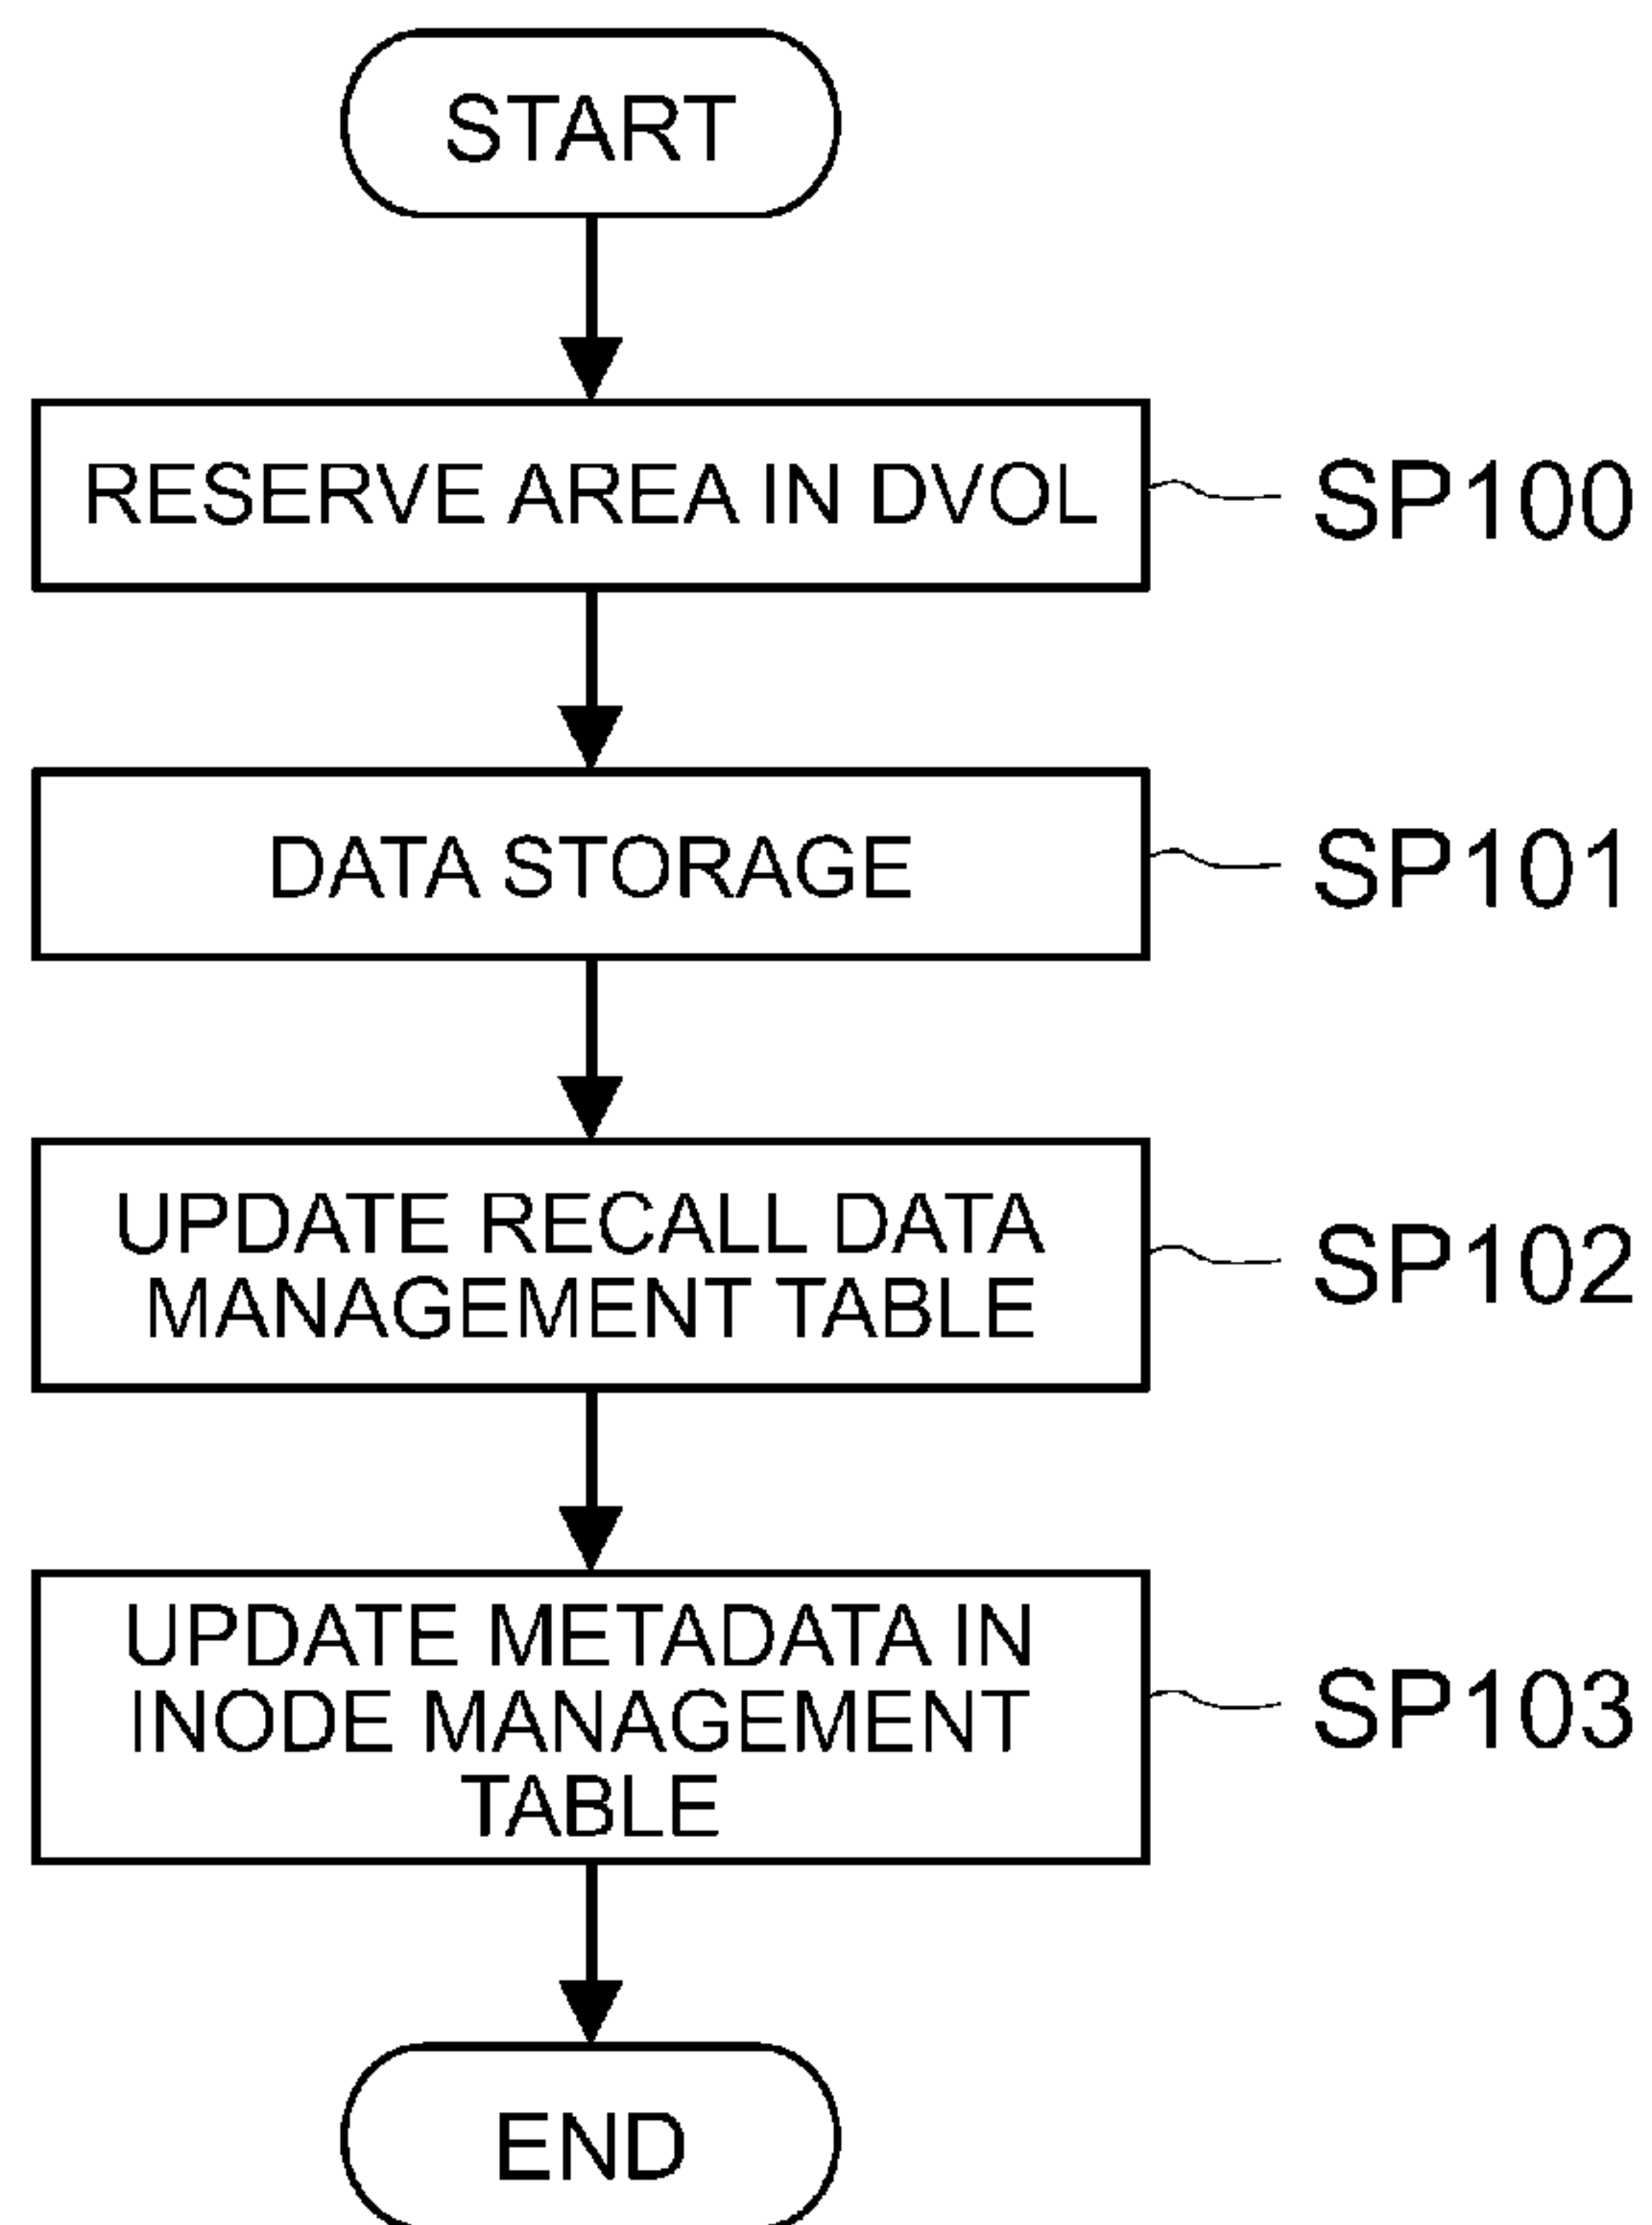 START
RESERVE AREA IN DVOL
SP100
DATA STORAGE
SP101
UPDATE RECALL DATA
MANAGEMENT TABLE
SP102
UPDATE METADATA IN
INODE MANAGEMENT
TABLE
SP103
END